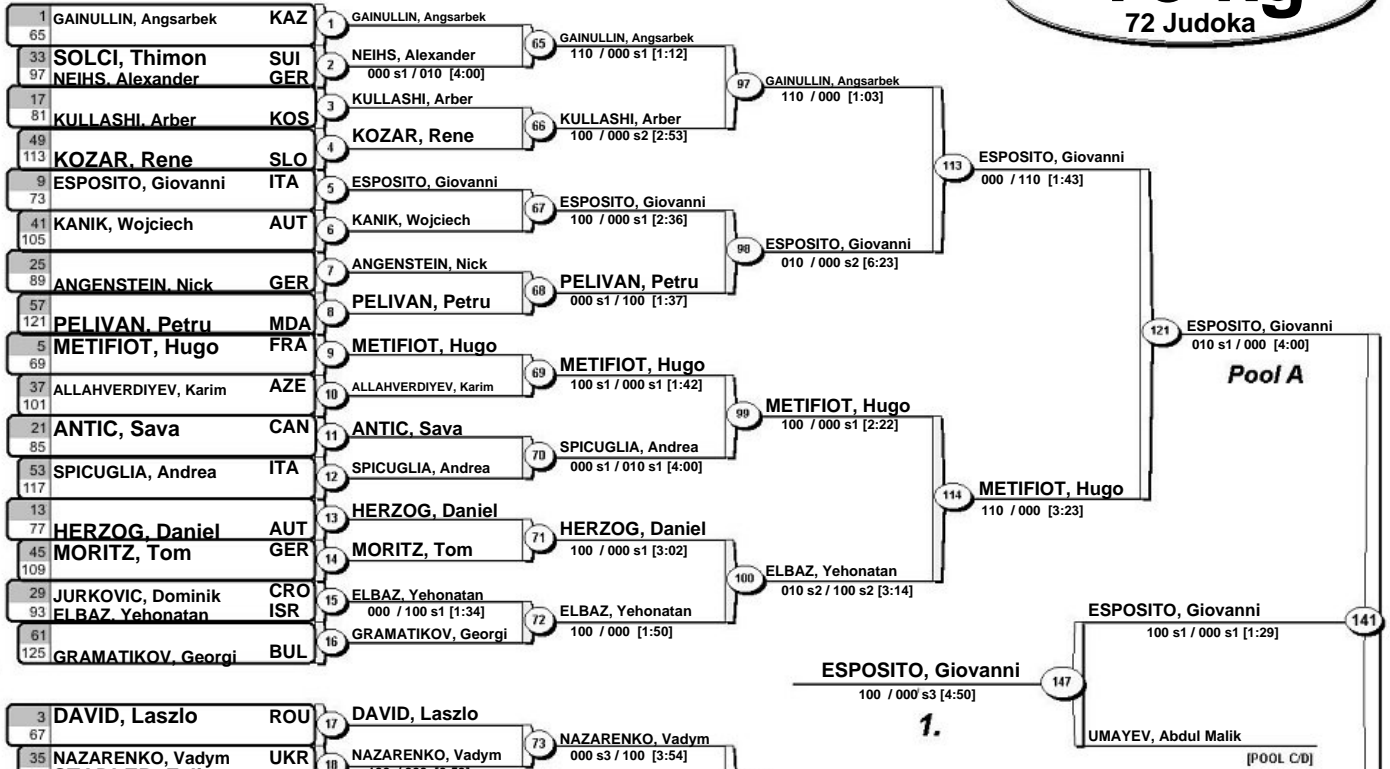 72 Judoka
1 GAINULLIN, Angsarbek KAZ
65
33 SOLCI, Thimon SUI
97 NEIHS, Alexander GER
17
81 KULLASHI, Arber KOS
49
113 KOZAR, Rene SLO
9 ESPOSITO, Giovanni ITA
73
41 KANIK, Wojciech AUT
105
25
89 ANGENSTEIN, Nick GER
57
121 PELIVAN, Petru MDA
5 METIFIOT, Hugo FRA
69
37 ALLAHVERDIYEV, Karim AZE
101
21 ANTIC, Sava CAN
85
53 SPICUGLIA, Andrea ITA
117
13
77 HERZOG, Daniel AUT
45 MORITZ, Tom GER
109
29 JURKOVIC, Dominik CRO
93 ELBAZ, Yehonatan ISR
61
125 GRAMATIKOV, Georgi BUL
3 DAVID, Laszlo ROU
67
35 NAZARENKO, Vadym UKR
1 GAINULLIN, Angsarbek
2 NEIHS, Alexander
000 s1 / 010 [4:00]
3 KULLASHI, Arber
4 KOZAR, Rene
5 ESPOSITO, Giovanni
6 KANIK, Wojciech
7 ANGENSTEIN, Nick
8 PELIVAN, Petru
9 METIFIOT, Hugo
10 ALLAHVERDIYEV, Karim
11 ANTIC, Sava
12 SPICUGLIA, Andrea
13 HERZOG, Daniel
14 MORITZ, Tom
15 ELBAZ, Yehonatan
000 / 100 s1 [1:34]
16 GRAMATIKOV, Georgi
17 DAVID, Laszlo
18 NAZARENKO, Vadym
65 GAINULLIN, Angsarbek
110 / 000 s1 [1:12]
66 KULLASHI, Arber
100 / 000 s2 [2:53]
67 ESPOSITO, Giovanni
100 / 000 s1 [2:36]
68 PELIVAN, Petru
000 s1 / 100 [1:37]
69 METIFIOT, Hugo
100 s1 / 000 s1 [1:42]
70 SPICUGLIA, Andrea
000 s1 / 010 s1 [4:00]
71 HERZOG, Daniel
100 / 000 s1 [3:02]
72 ELBAZ, Yehonatan
100 / 000 [1:50]
73 NAZARENKO, Vadym
000 s3 / 100 [3:54]
97 GAINULLIN, Angsarbek
110 / 000 [1:03]
98 ESPOSITO, Giovanni
010 / 000 s2 [6:23]
99 METIFIOT, Hugo
100 / 000 s1 [2:22]
100 ELBAZ, Yehonatan
010 s2 / 100 s2 [3:14]
113 ESPOSITO, Giovanni
000 / 110 [1:43]
114 METIFIOT, Hugo
110 / 000 [3:23]
121 ESPOSITO, Giovanni
010 s1 / 000 [4:00]
Pool A
ESPOSITO, Giovanni 141
100 s1 / 000 s1 [1:29]
ESPOSITO, Giovanni 147
100 / 000 s3 [4:50]
1.
UMAYEV, Abdul Malik
[POOL C/D]